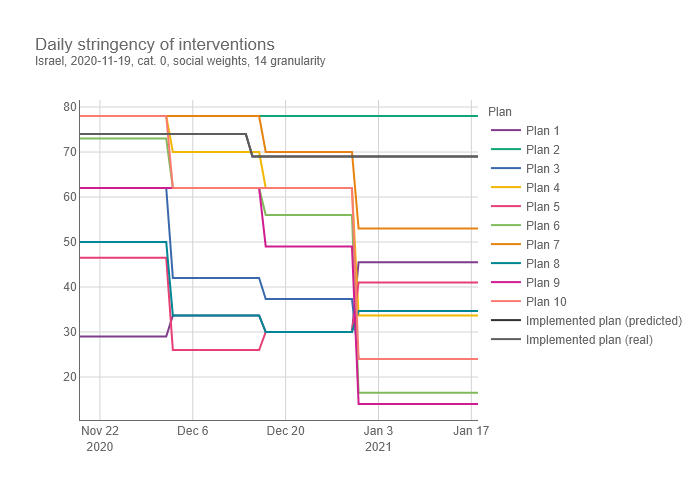 Daily stringency of interventions
Israel, 2020-11-19, cat. 0, social weights, 14 granularity
80
70
60
50
40
30
20
Nov 22
2020
Dec 6
Dec 20
Jan 3
2021
Jan 17
Plan
Plan 1
Plan 2
Plan 3
Plan 4
Plan 5
Plan 6
Plan 7
Plan 8
Plan 9
Plan 10
Implemented plan (predicted)
Implemented plan (real)